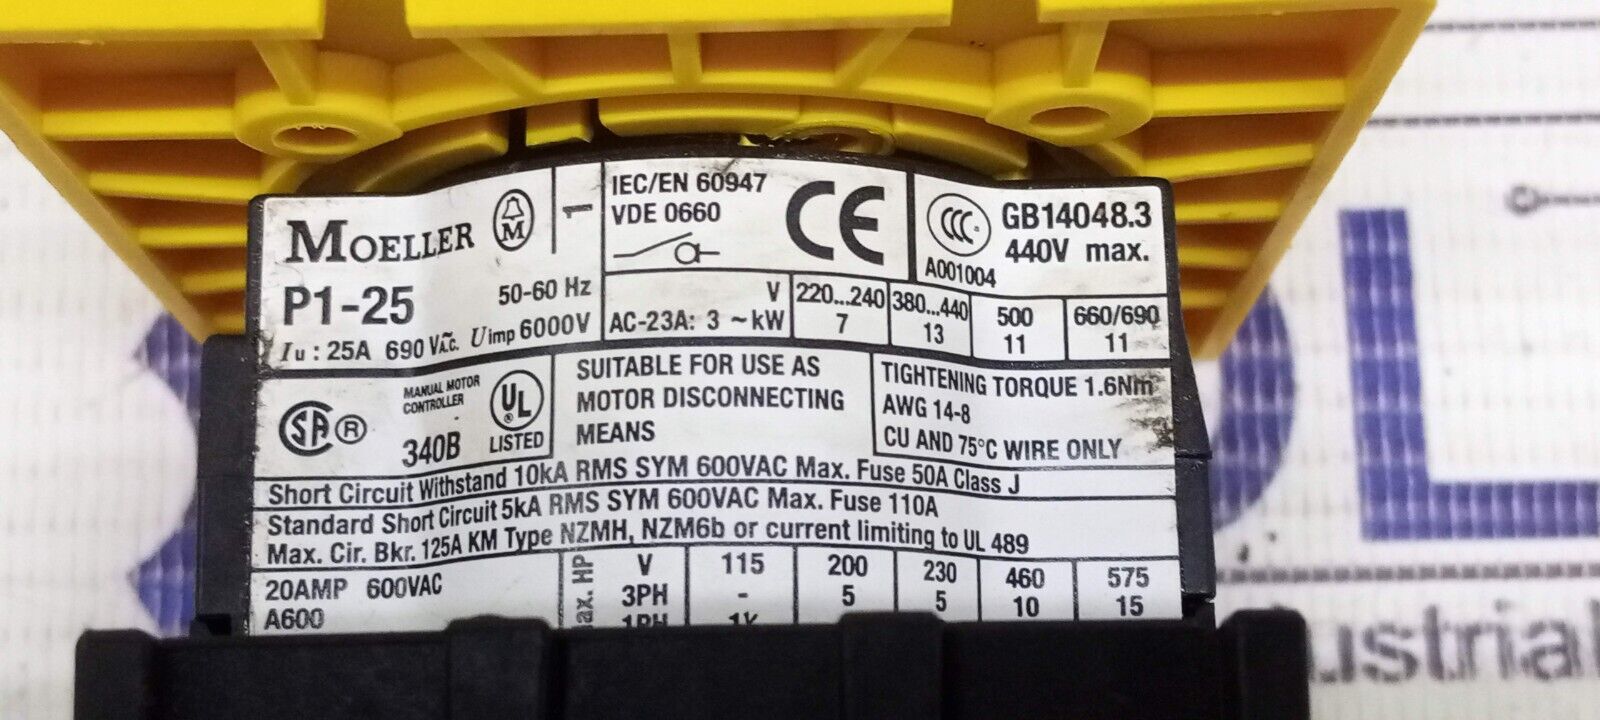 MOELLER
M
1
IEC/EN 60947
VDE 0660
CE
CCC
A001004
GB14048.3
440V max.
P1-25
50-60 Hz
Iu : 25A 690 V A.C. Uimp 6000V
V 220...240 380...440 500 660/690
AC-23A: 3 ~ kW 7 13 11 11
SA ®
MANUAL MOTOR
CONTROLLER
340B
UL ®
LISTED
SUITABLE FOR USE AS
MOTOR DISCONNECTING
MEANS
TIGHTENING TORQUE 1.6Nm
AWG 14-8
CU AND 75°C WIRE ONLY
Short Circuit Withstand 10kA RMS SYM 600VAC Max. Fuse 50A Class J
Standard Short Circuit 5kA RMS SYM 600VAC Max. Fuse 110A
Max. Cir. Bkr. 125A KM Type NZMH, NZM6b or current limiting to UL 489
20AMP 600VAC
A600
HP
V 115 200 230 460 575
3PH - 5 5 10 15
1PH